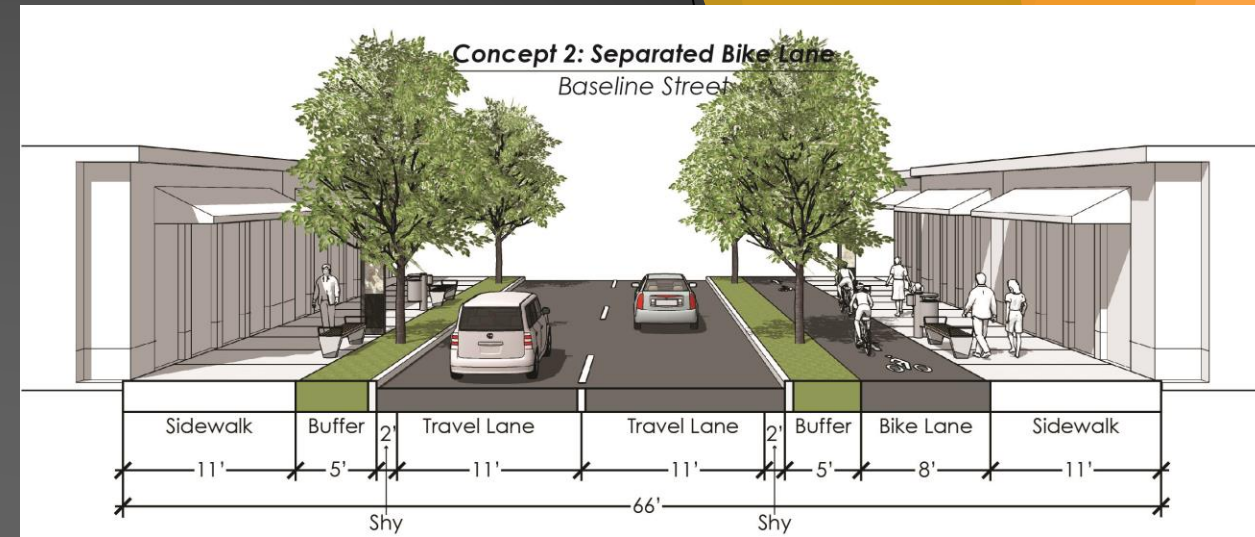 Concept 2: Separated Bike Lane
Baseline Street
Sidewalk Buffer 2' Travel Lane Travel Lane 2' Buffer Bike Lane Sidewalk
11' 5' 11' 11' 5' 8' 11'
66'
Shy Shy